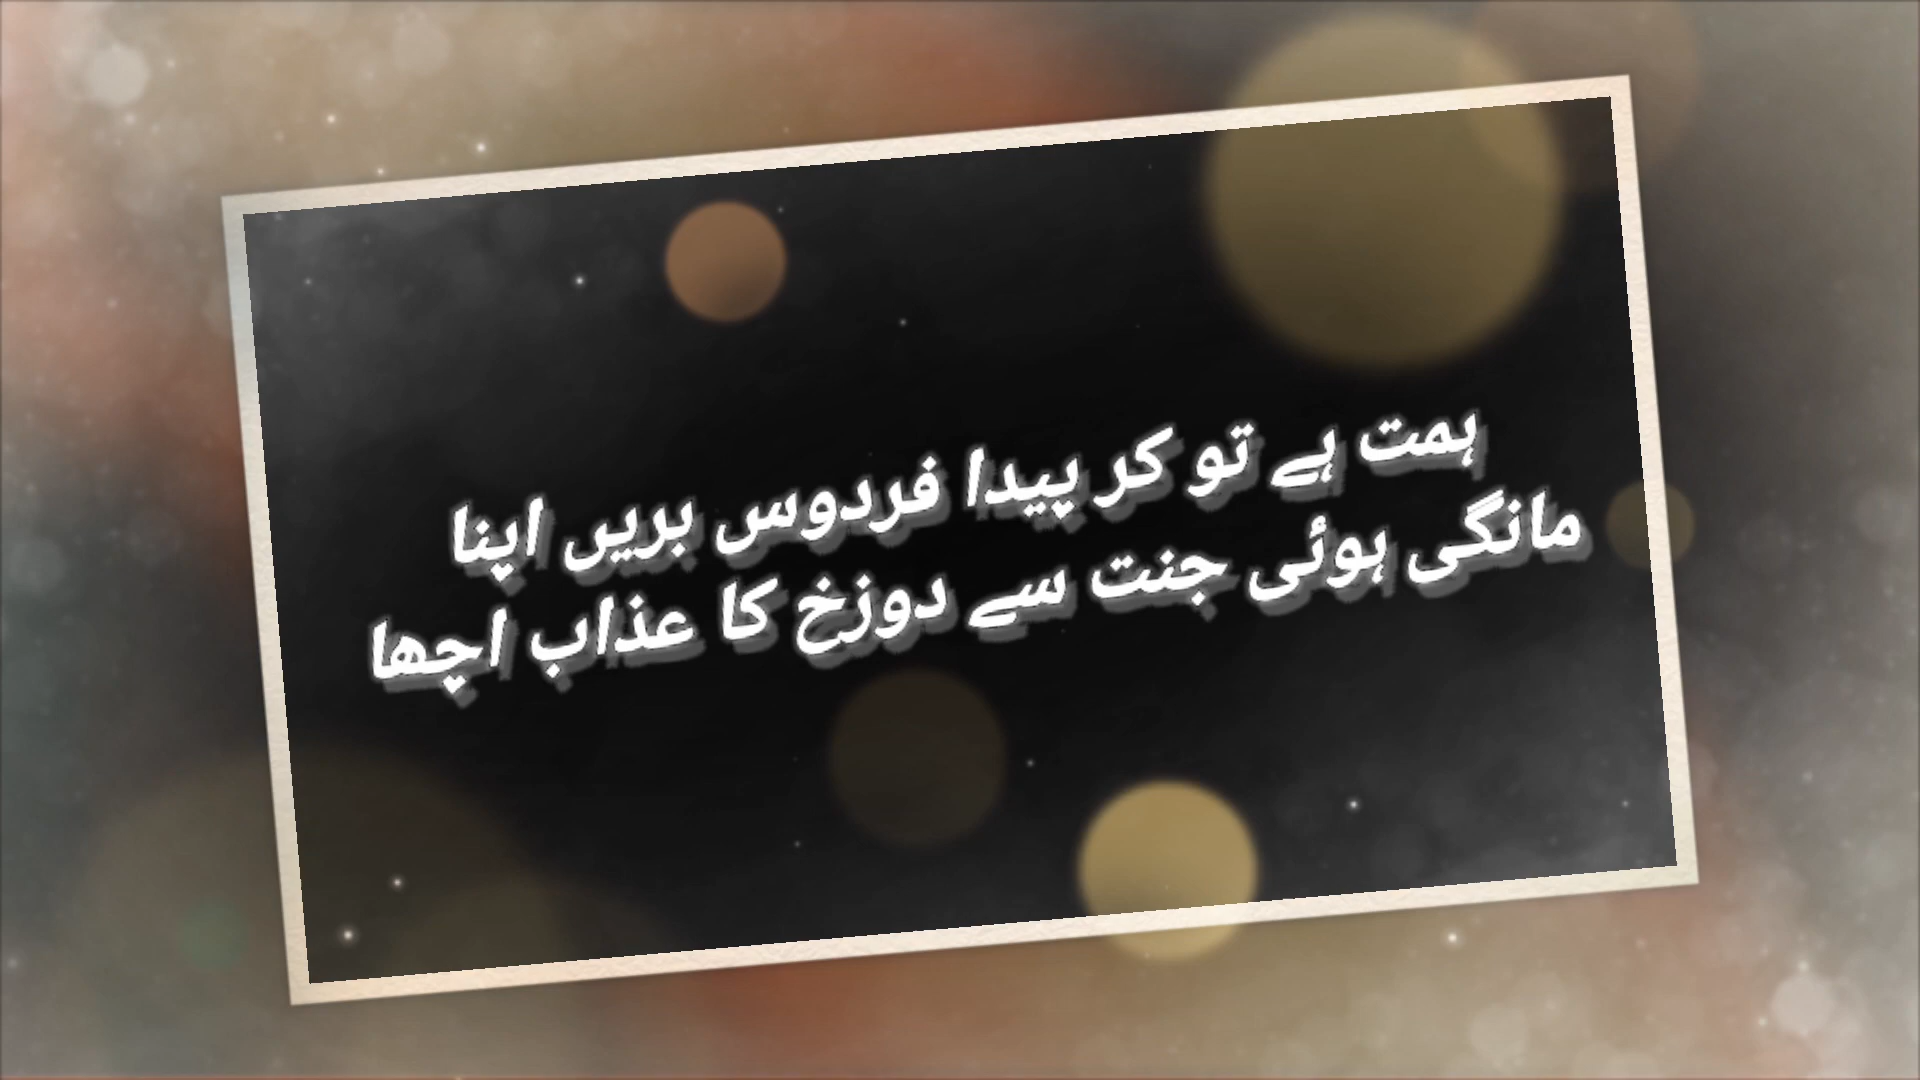 ہمت ہے تو کر پیدا فردوس بریں اپنا
مانگی ہوئی جنت سے دوزخ کا عذاب اچھا